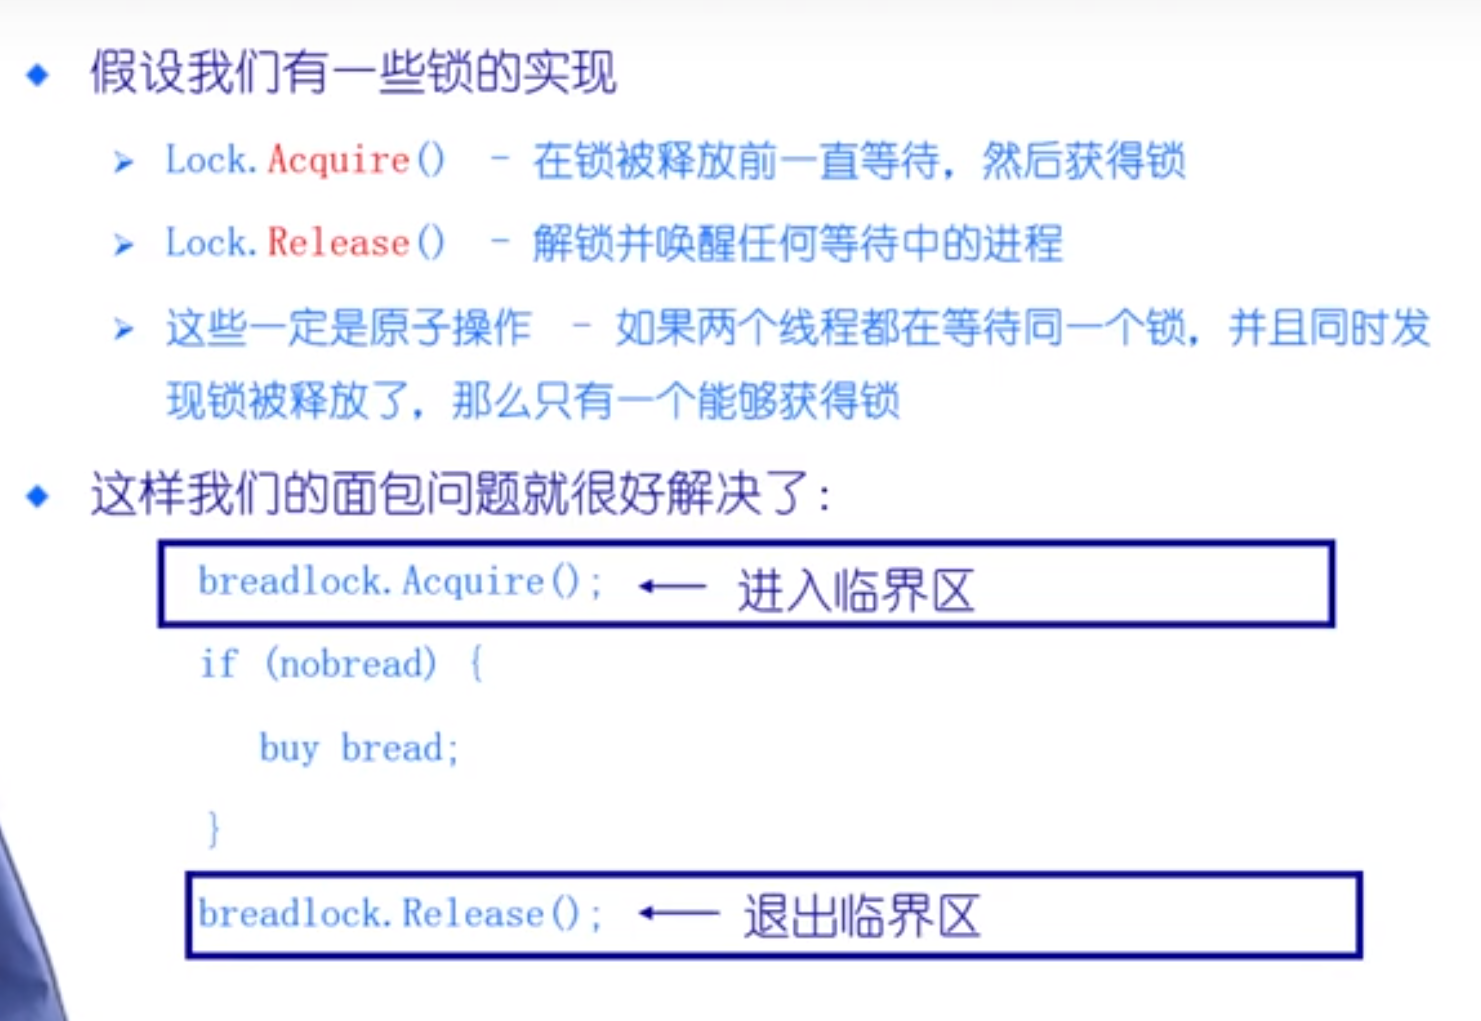 假设我们有一些锁的实现
Lock.Acquire() - 在锁被释放前一直等待，然后获得锁
Lock.Release() - 解锁并唤醒任何等待中的进程
这些一定是原子操作 - 如果两个线程都在等待同一个锁，并且同时发
现锁被释放了，那么只有一个能够获得锁
这样我们的面包问题就很好解决了：
breadlock.Acquire(); ← 进入临界区
if (nobread) {
buy bread;
}
breadlock.Release(); ← 退出临界区